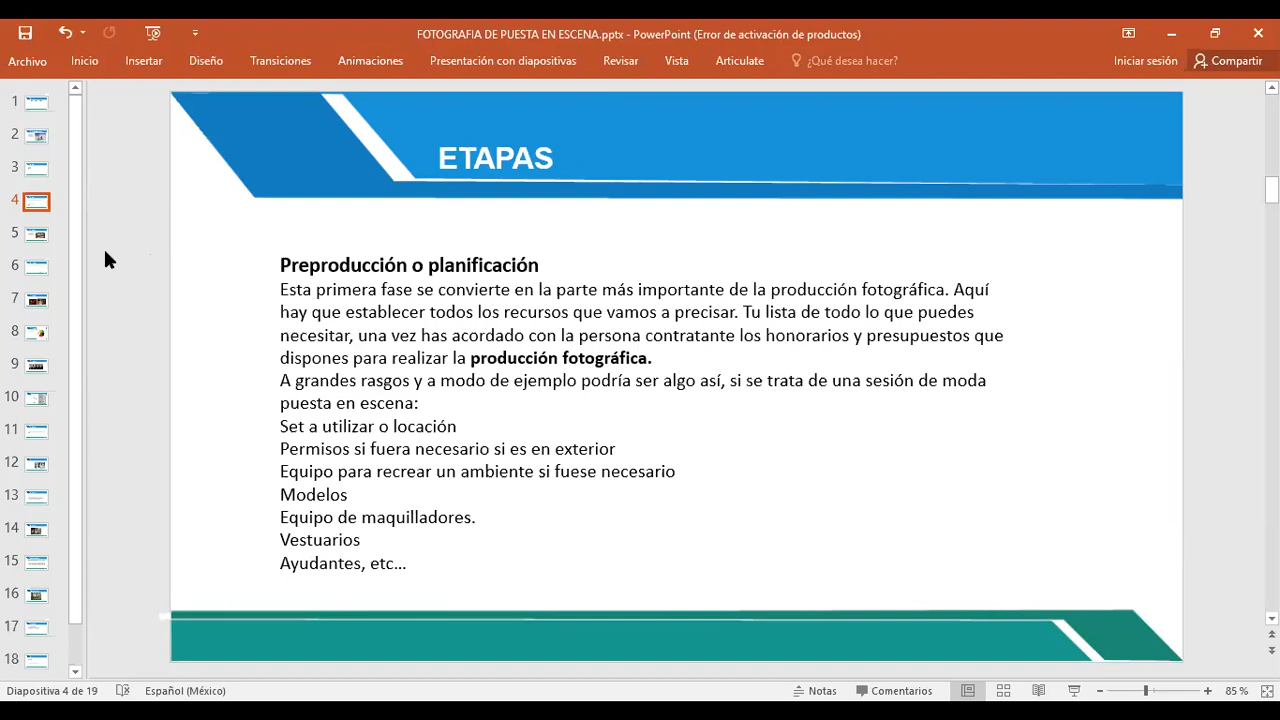 FOTOGRAFIA DE PUESTA EN ESCENA.pptx - PowerPoint (Error de activación de productos)
Archivo Inicio Insertar Diseño Transiciones Animaciones Presentación con diapositivas Revisar Vista Articulate ¿Qué desea hacer? Iniciar sesión Compartir
1
2
3
4
5
6
7
8
9
10
11
12
13
14
15
16
17
18
ETAPAS
Preproducción o planificación
Esta primera fase se convierte en la parte más importante de la producción fotográfica. Aquí
hay que establecer todos los recursos que vamos a precisar. Tu lista de todo lo que puedes
necesitar, una vez has acordado con la persona contratante los honorarios y presupuestos que
dispones para realizar la producción fotográfica.
A grandes rasgos y a modo de ejemplo podría ser algo así, si se trata de una sesión de moda
puesta en escena:
Set a utilizar o locación
Permisos si fuera necesario si es en exterior
Equipo para recrear un ambiente si fuese necesario
Modelos
Equipo de maquilladores.
Vestuarios
Ayudantes, etc...
Diapositiva 4 de 19 Español (México) Notas Comentarios 85 %